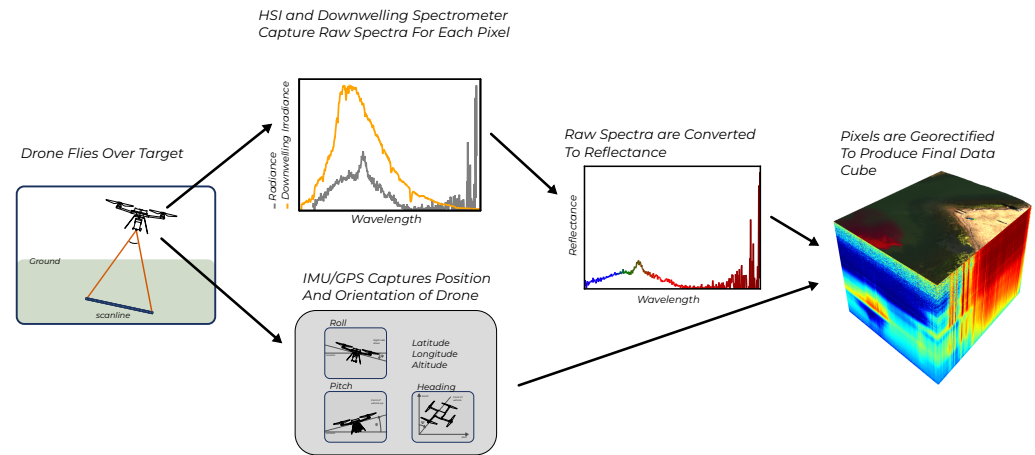 HSI and Downwelling Spectrometer
Capture Raw Spectra For Each Pixel
Drone Flies Over Target
Ground
scanline
Radiance
Downwelling Irradiance
Wavelength
IMU/GPS Captures Position
And Orientation of Drone
Roll
Latitude
Longitude
Altitude
Pitch
Heading
Raw Spectra are Converted
To Reflectance
Reflectance
Wavelength
Pixels are Georectified
To Produce Final Data
Cube